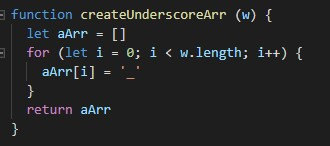 function createUnderscoreArr (w) {
  let aArr = []
  for (let i = 0; i < w.length; i++) {
    aArr[i] = '_'
  }
  return aArr
}